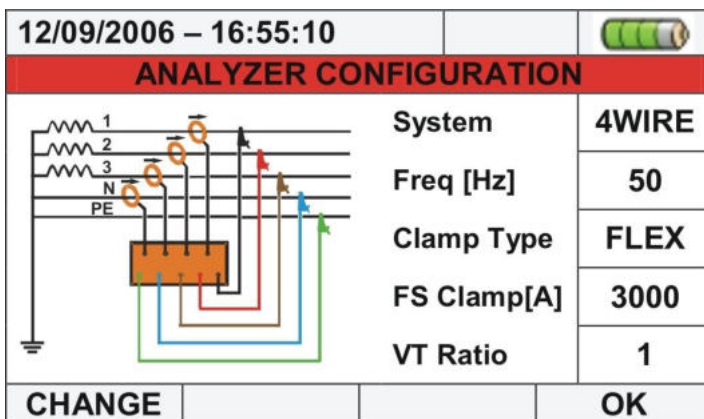 12/09/2006 – 16:55:10
ANALYZER CONFIGURATION
1
2
3
N
PE
System 4WIRE
Freq [Hz] 50
Clamp Type FLEX
FS Clamp[A] 3000
VT Ratio 1
CHANGE OK